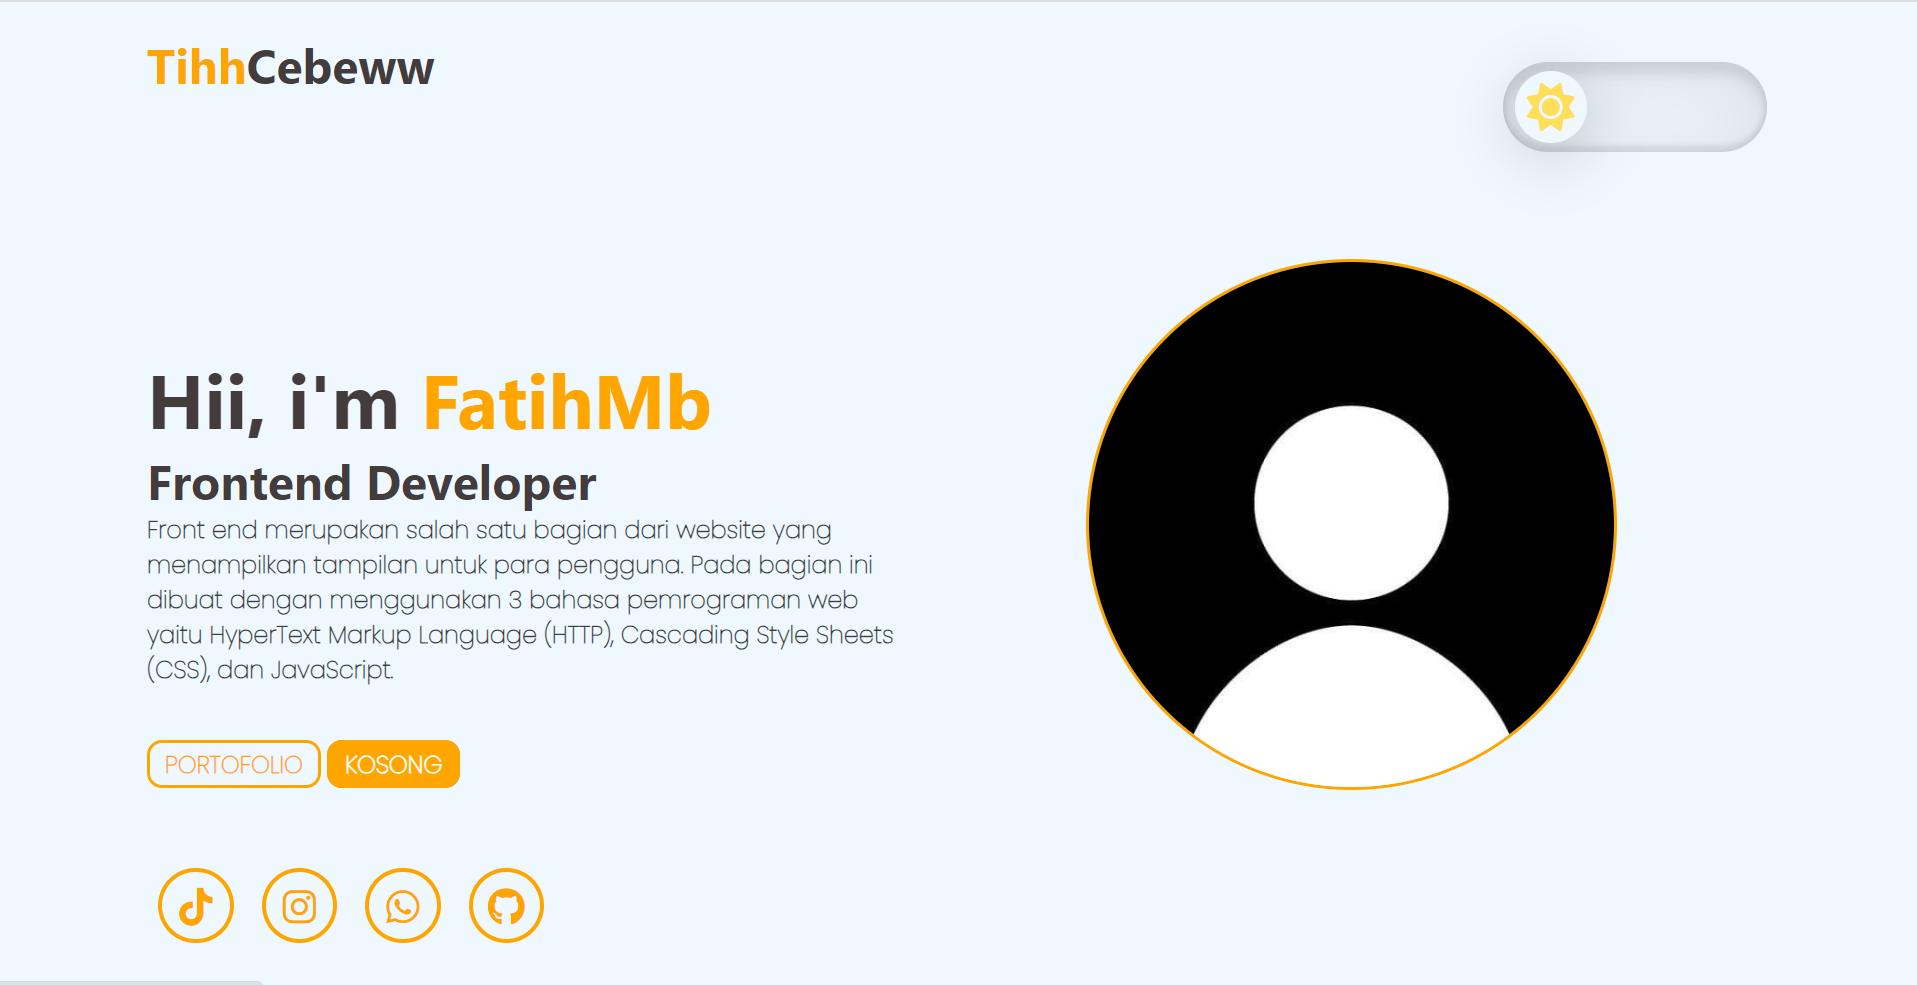 TihhCebeww
Hii, i'm FatihMb
Frontend Developer
Front end merupakan salah satu bagian dari website yang
menampilkan tampilan untuk para pengguna. Pada bagian ini
dibuat dengan menggunakan 3 bahasa pemrograman web
yaitu HyperText Markup Language (HTTP), Cascading Style Sheets
(CSS), dan JavaScript.
PORTOFOLIO KOSONG